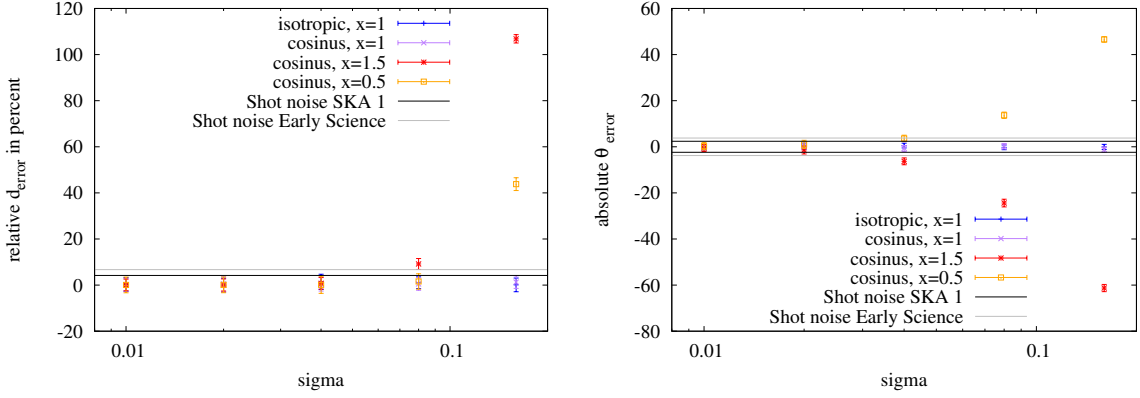 120
100
80
60
40
20
0
-20
relative d_error in percent
isotropic, x=1
cosinus, x=1
cosinus, x=1.5
cosinus, x=0.5
Shot noise SKA 1
Shot noise Early Science
0.01
0.1
sigma
60
40
20
0
-20
-40
-60
-80
absolute θ_error
isotropic, x=1
cosinus, x=1
cosinus, x=1.5
cosinus, x=0.5
Shot noise SKA 1
Shot noise Early Science
0.01
0.1
sigma